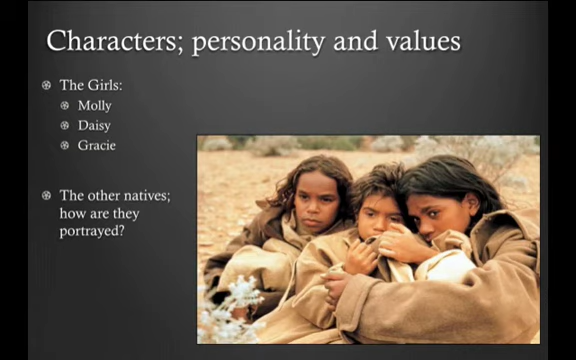 Characters; personality and values
The Girls:
Molly
Daisy
Gracie
The other natives;
how are they
portrayed?